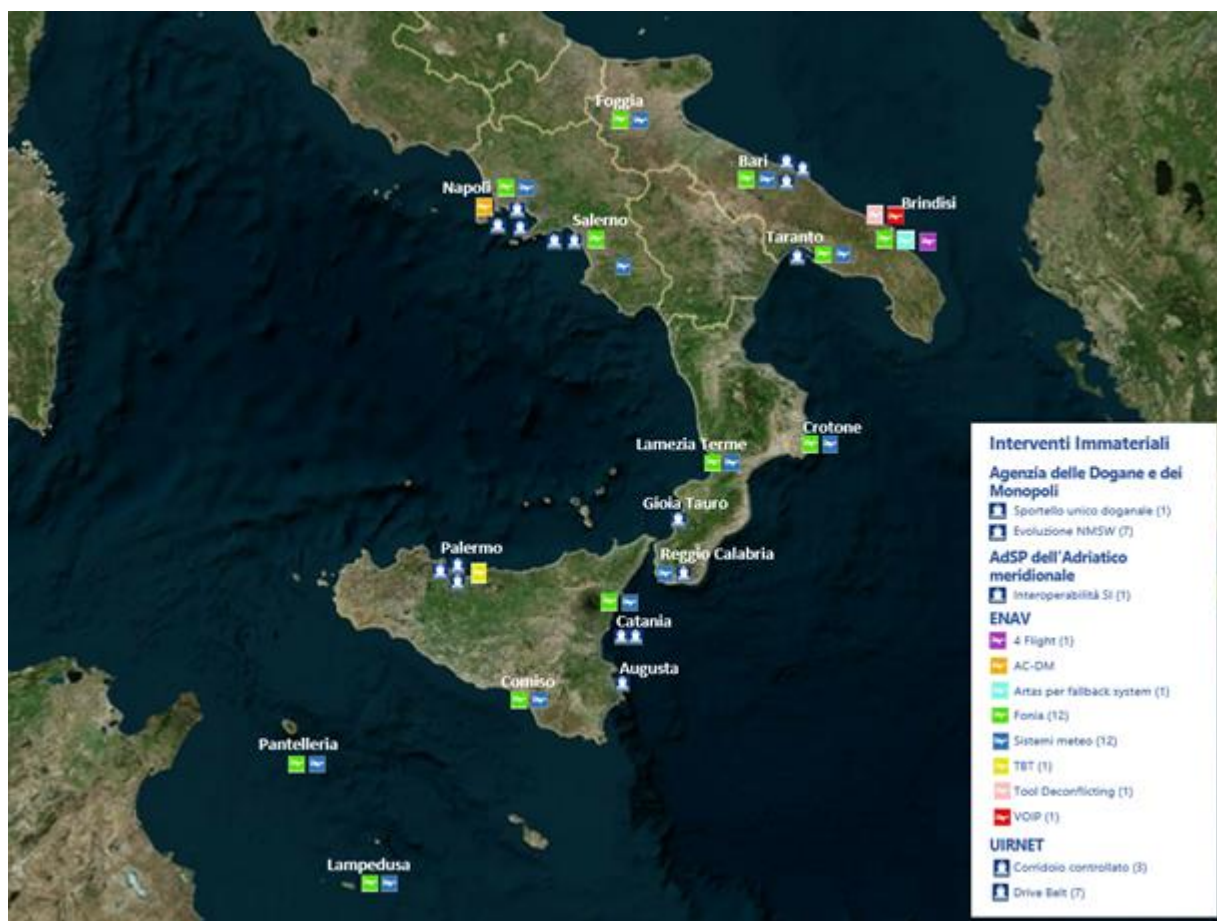 Foggia
Bari
Napoli
Brindisi
Salerno
Taranto
Crotone
Lamezia Terme
Gioia Tauro
Palermo
Reggio Calabria
Catania
Augusta
Comiso
Pantelleria
Lampedusa
Interventi Immateriali
Agenzia delle Dogane e dei
Monopoli
Sportello unico doganale (1)
Evoluzione NMSW (7)
AdSP dell'Adriatico
meridionale
Interoperabilità SI (1)
ENAV
4 Flight (1)
AC-DM
Artas per fallback system (1)
Fonia (12)
Sistemi meteo (12)
TBT (1)
Tool Deconflicting (1)
VOIP (1)
UIRNET
Corridoio controllato (3)
Drive Belt (7)